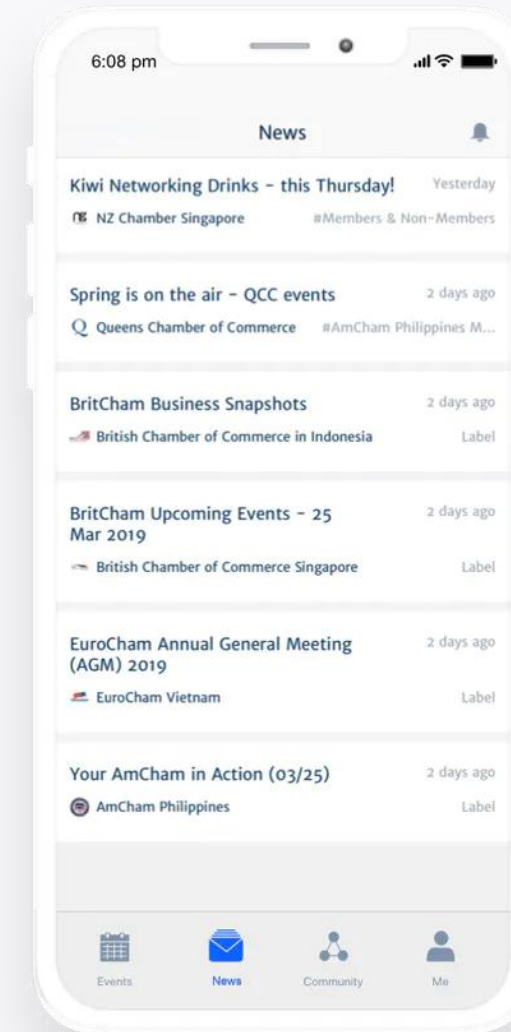 6:08 pm
News
Kiwi Networking Drinks - this Thursday! Yesterday
NZ Chamber Singapore #Members & Non-Members
Spring is on the air - QCC events 2 days ago
Q Queens Chamber of Commerce #AmCham Philippines M...
BritCham Business Snapshots 2 days ago
British Chamber of Commerce in Indonesia Label
BritCham Upcoming Events - 25 2 days ago
Mar 2019
British Chamber of Commerce Singapore Label
EuroCham Annual General Meeting 2 days ago
(AGM) 2019
EuroCham Vietnam Label
Your AmCham in Action (03/25) 2 days ago
AmCham Philippines Label
Events News Community Me